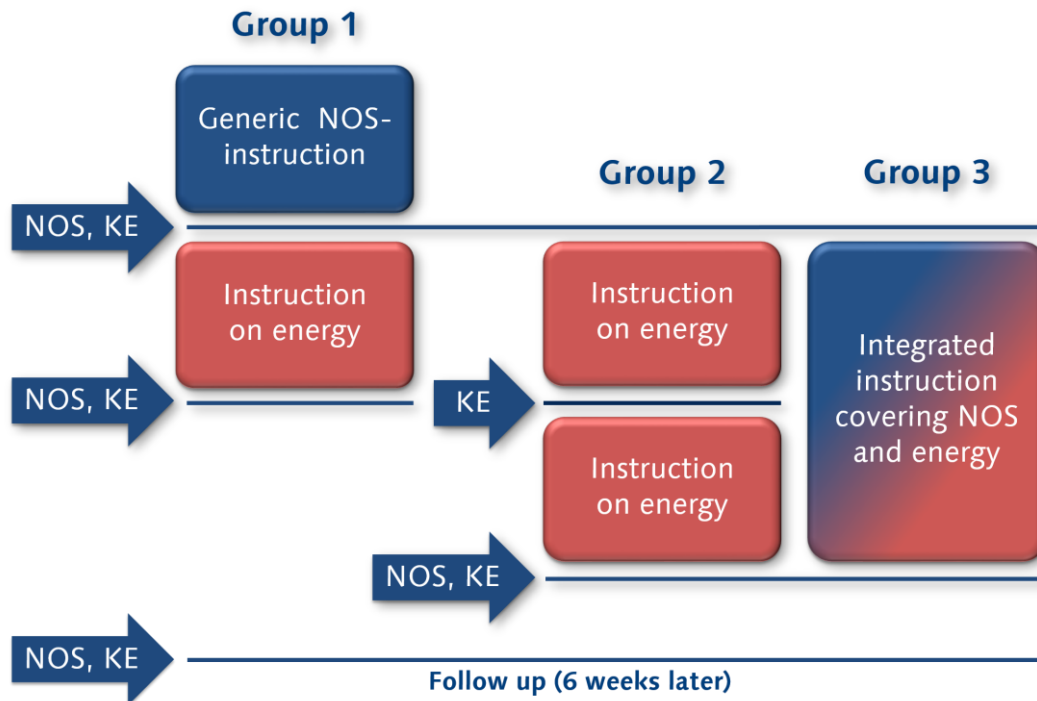 Group 1
Generic NOS-
instruction
Group 2
Group 3
NOS, KE
Instruction
on energy
Instruction
on energy
Integrated
instruction
covering NOS
and energy
NOS, KE
KE
Instruction
on energy
NOS, KE
NOS, KE
Follow up (6 weeks later)